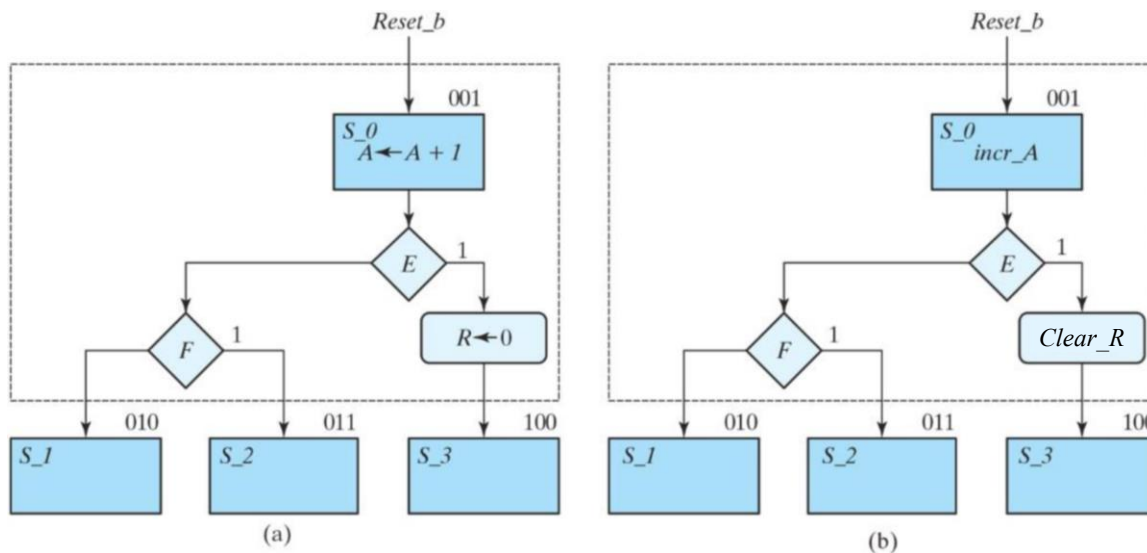 Reset_b
001
S_0
A ← A + 1
E
1
F
1
R ← 0
010
011
100
S_1
S_2
S_3
(a)
Reset_b
001
S_0
incr_A
E
1
F
1
Clear_R
010
011
100
S_1
S_2
S_3
(b)